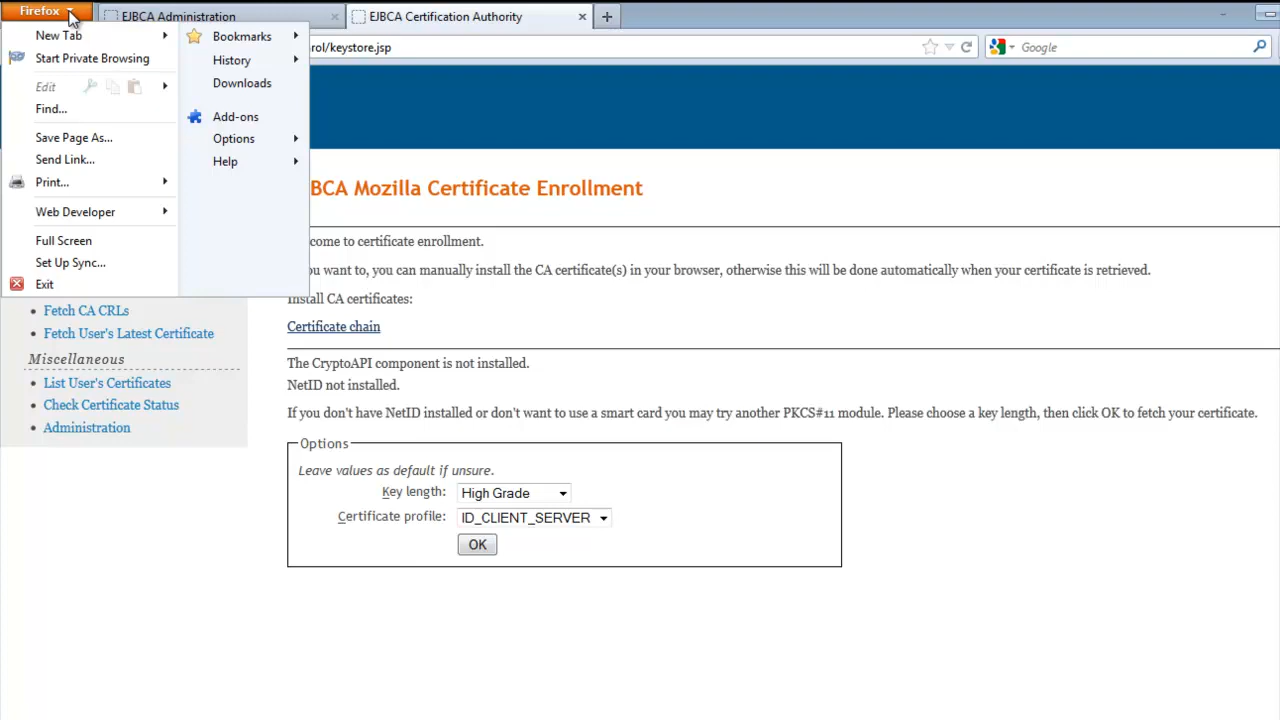 Firefox
EJBCA Administration
EJBCA Certification Authority
rol/keystore.jsp
Google
New Tab
Start Private Browsing
Edit
Find...
Save Page As...
Send Link...
Print...
Web Developer
Full Screen
Set Up Sync...
Exit
Bookmarks
History
Downloads
Add-ons
Options
Help
Fetch CA CRLs
Fetch User's Latest Certificate
Miscellaneous
List User's Certificates
Check Certificate Status
Administration
BCA Mozilla Certificate Enrollment
come to certificate enrollment.
ou want to, you can manually install the CA certificate(s) in your browser, otherwise this will be done automatically when your certificate is retrieved.
Install CA certificates:
Certificate chain
The CryptoAPI component is not installed.
NetID not installed.
If you don't have NetID installed or don't want to use a smart card you may try another PKCS#11 module. Please choose a key length, then click OK to fetch your certificate.
Options
Leave values as default if unsure.
Key length: High Grade
Certificate profile: ID_CLIENT_SERVER
OK